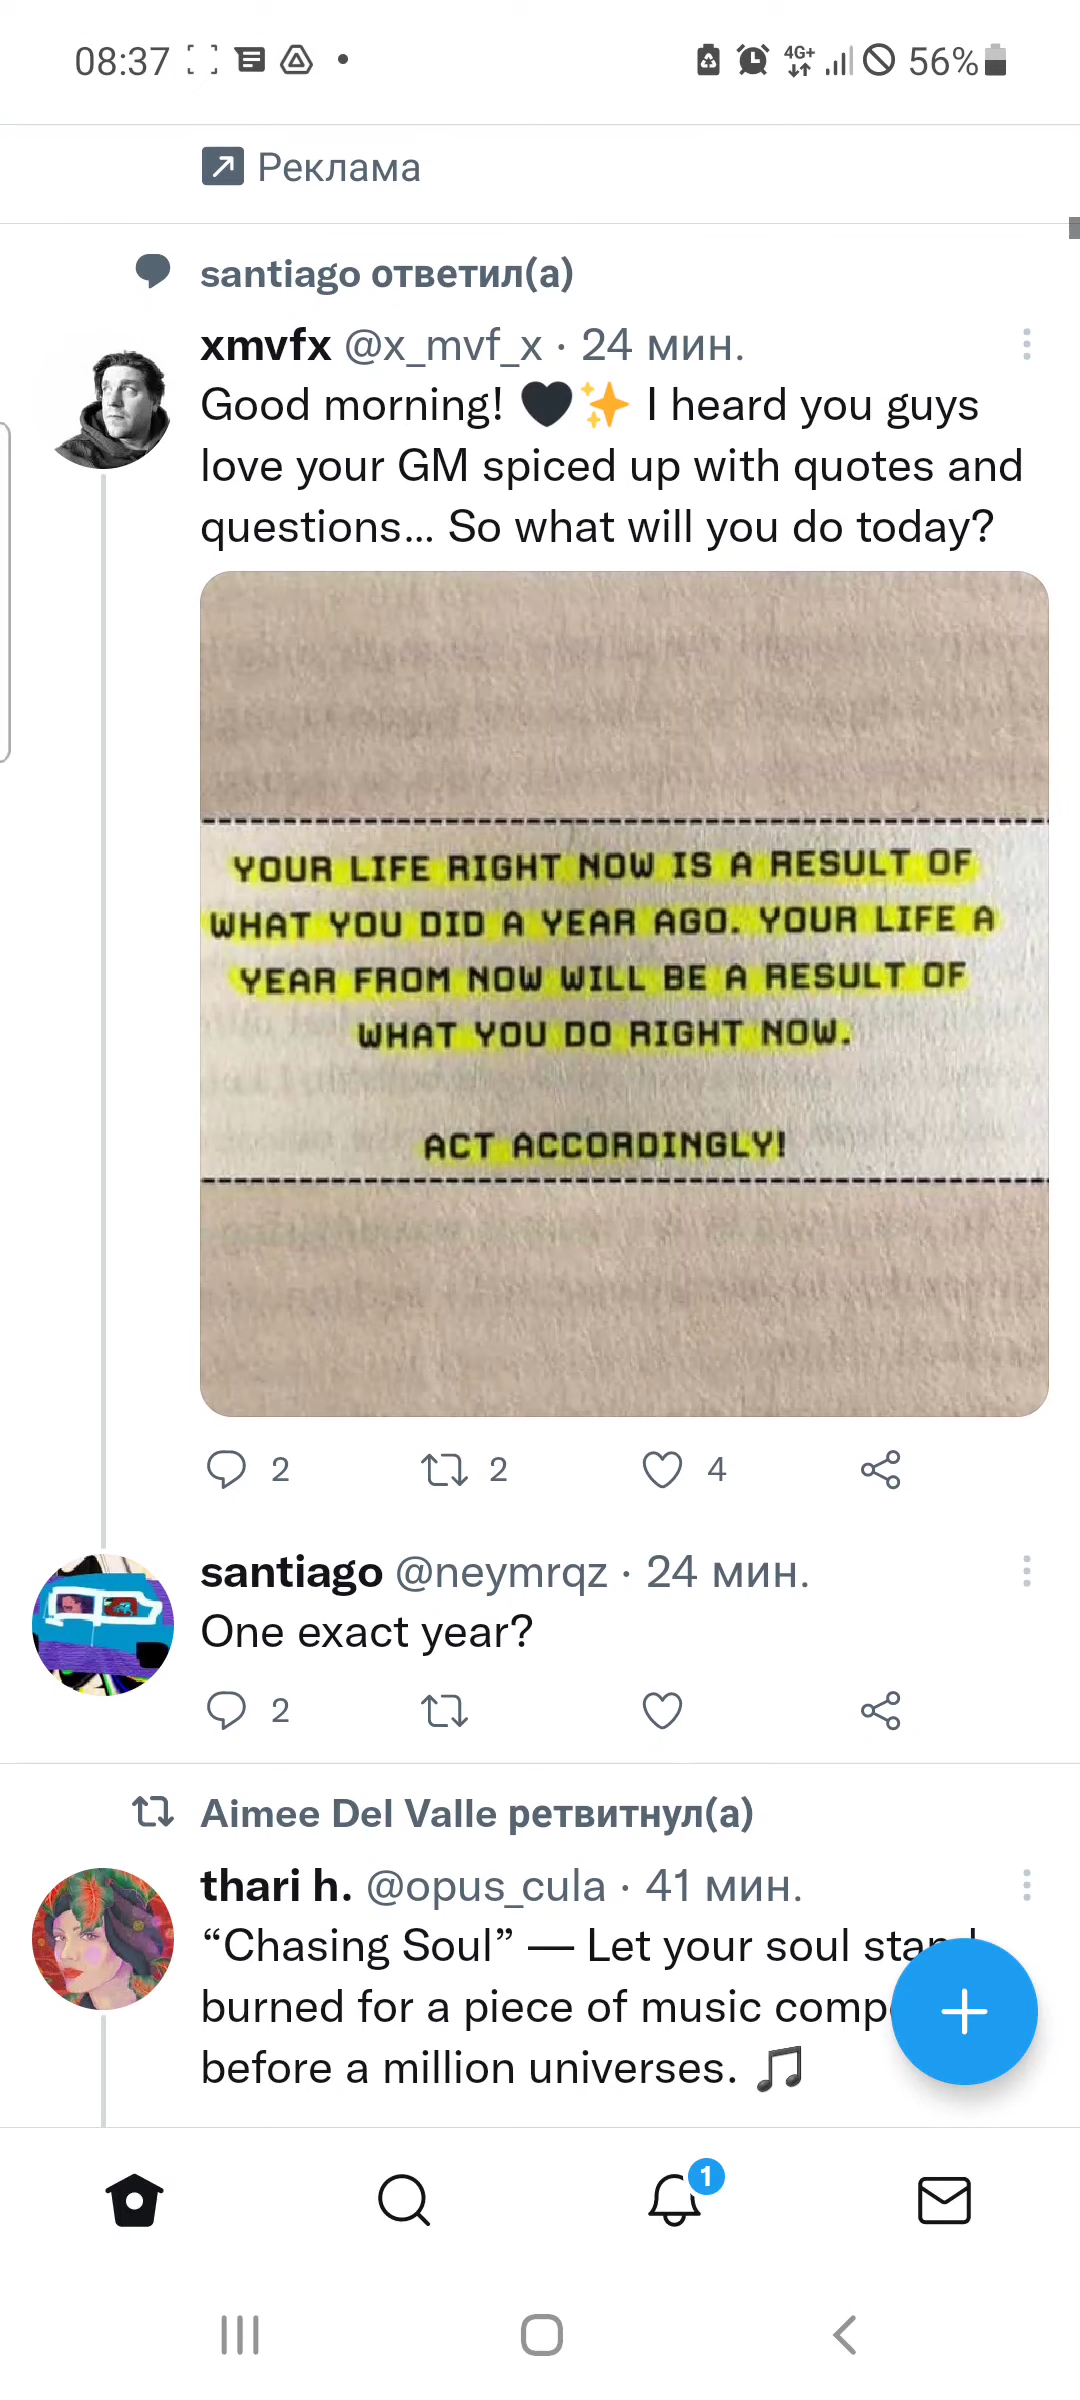 08:37
4G+
56%
Реклама
santiago ответил(а)
xmvfx @x_mvf_x · 24 мин.
Good morning! 🖤✨ I heard you guys
love your GM spiced up with quotes and
questions... So what will you do today?
YOUR LIFE RIGHT NOW IS A RESULT OF
WHAT YOU DID A YEAR AGO. YOUR LIFE A
YEAR FROM NOW WILL BE A RESULT OF
WHAT YOU DO RIGHT NOW.
ACT ACCORDINGLY!
2 2 4
santiago @neymrqz · 24 мин.
One exact year?
2
Aimee Del Valle ретвитнул(а)
thari h. @opus_cula · 41 мин.
“Chasing Soul” — Let your soul
burned for a piece of music
before a million universes. 🎵
1